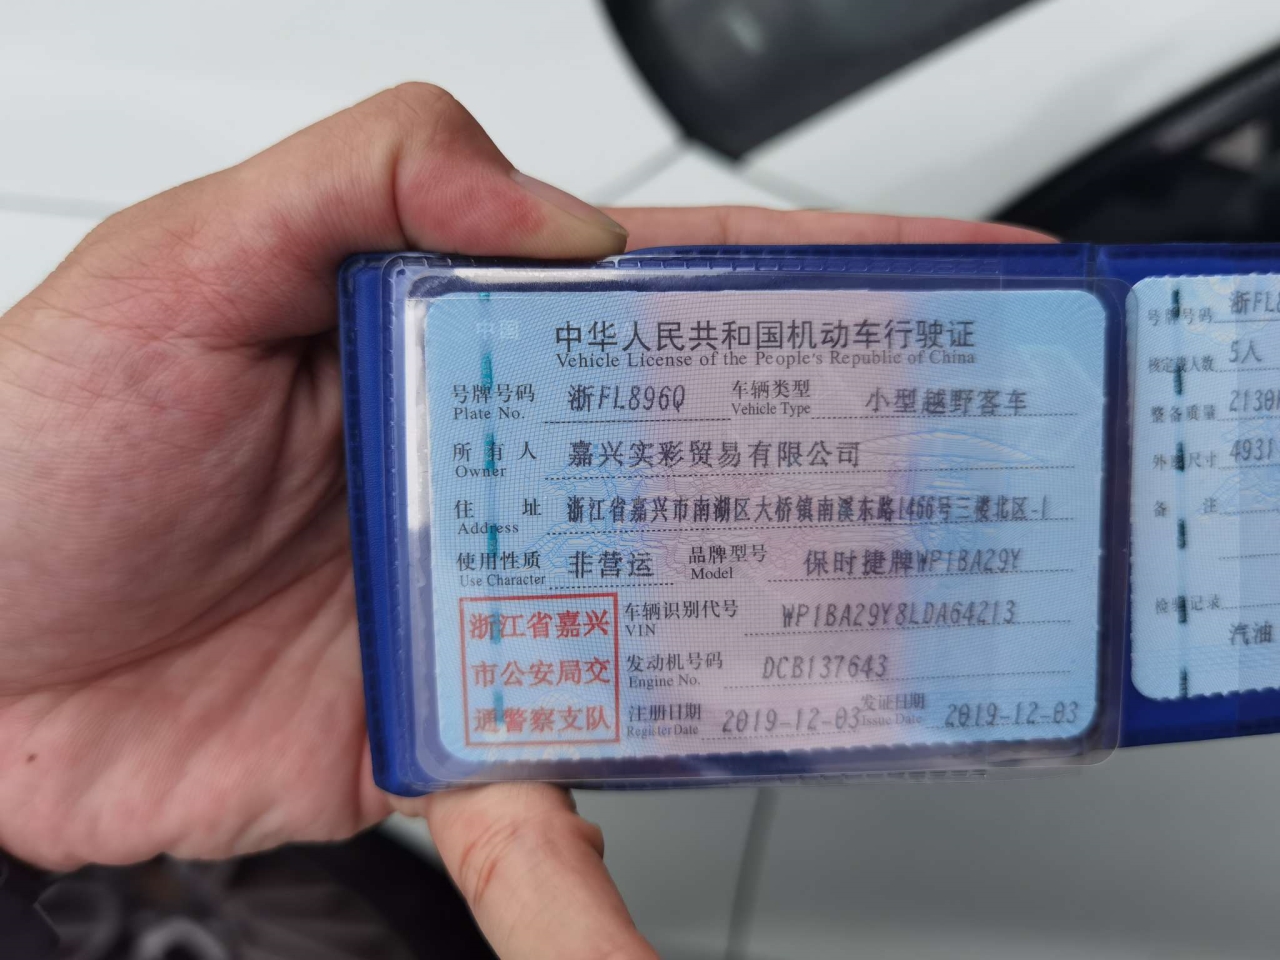 中华人民共和国机动车行驶证
Vehicle License of the People's Republic of China
号牌号码 浙FL896Q 车辆类型 小型越野客车
Plate No. Vehicle Type
所有人 嘉兴实彩贸易有限公司
Owner
住址 浙江省嘉兴市南湖区大桥镇南溪东路1466号三楼北区-1
Address
使用性质 非营运 品牌型号 保时捷牌WP1BA29Y
Use Character Model
浙江省嘉兴
市公安局交
通警察支队
车辆识别代号 WP1BA29Y8LDA64213
VIN
发动机号码 DCB137643
Engine No.
注册日期 2019-12-03 发证日期 2019-12-03
Register Date Issue Date
号牌号码 浙FL
核定载人数 5人
整备质量 2130
外廓尺寸 4931
备注
检验记录
汽油